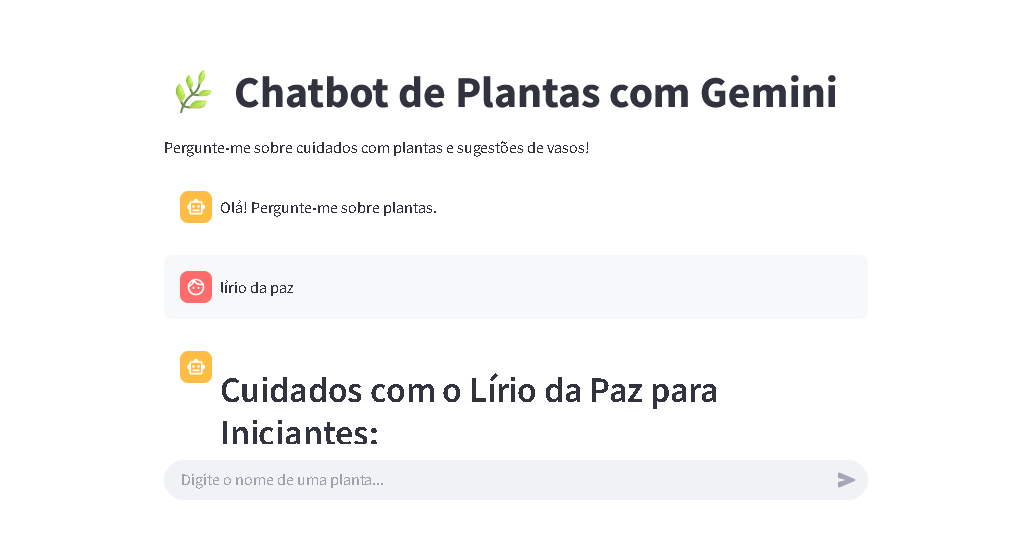 Chatbot de Plantas com Gemini
Pergunte-me sobre cuidados com plantas e sugestões de vasos!
Olá! Pergunte-me sobre plantas.
lírio da paz
Cuidados com o Lírio da Paz para
Iniciantes:
Digite o nome de uma planta...